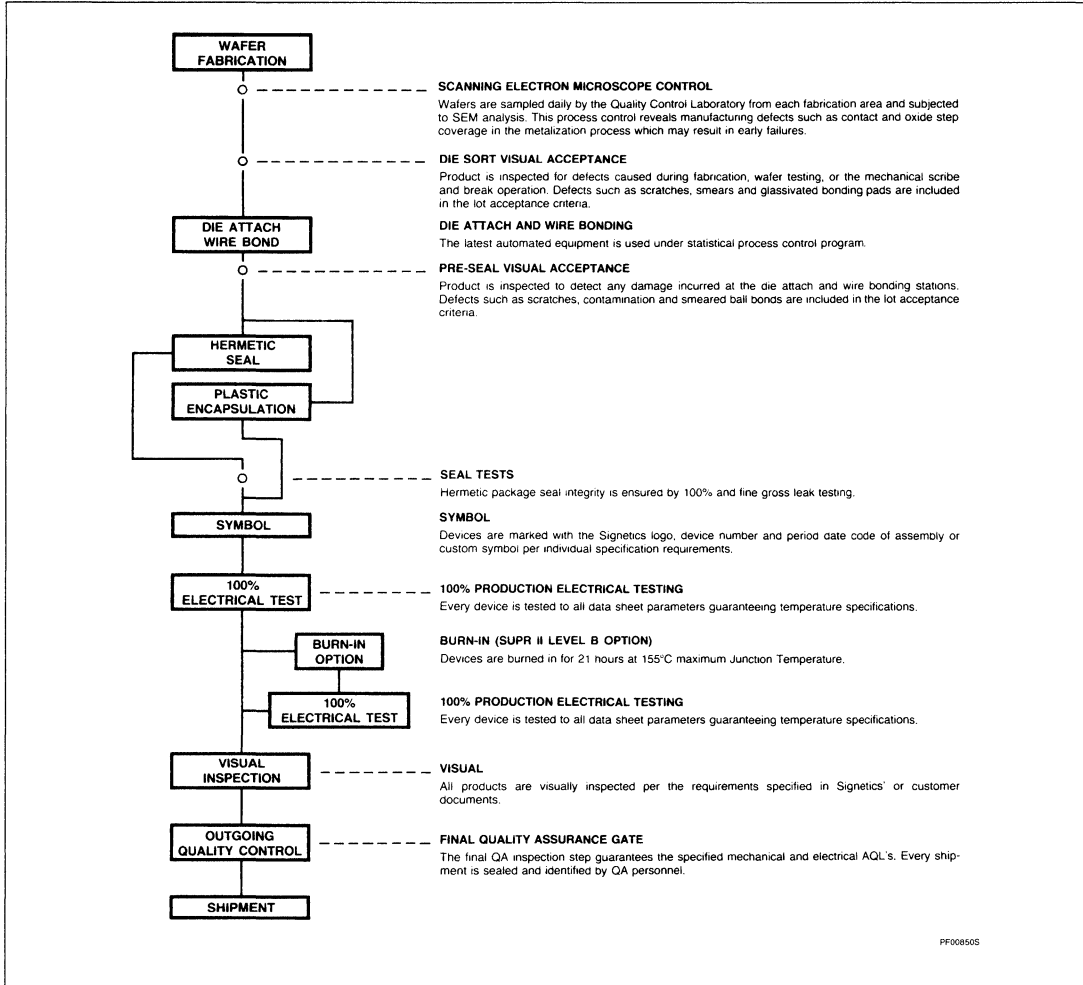 WAFER
FABRICATION
SCANNING ELECTRON MICROSCOPE CONTROL
Wafers are sampled daily by the Quality Control Laboratory from each fabrication area and subjected
to SEM analysis. This process control reveals manufacturing defects such as contact and oxide step
coverage in the metalization process which may result in early failures.
DIE SORT VISUAL ACCEPTANCE
Product is inspected for defects caused during fabrication, wafer testing, or the mechanical scribe
and break operation. Defects such as scratches, smears and glassivated bonding pads are included
in the lot acceptance criteria.
DIE ATTACH
WIRE BOND
DIE ATTACH AND WIRE BONDING
The latest automated equipment is used under statistical process control program.
PRE-SEAL VISUAL ACCEPTANCE
Product is inspected to detect any damage incurred at the die attach and wire bonding stations.
Defects such as scratches, contamination and smeared ball bonds are included in the lot acceptance
criteria.
HERMETIC
SEAL
PLASTIC
ENCAPSULATION
SEAL TESTS
Hermetic package seal integrity is ensured by 100% and fine gross leak testing.
SYMBOL
SYMBOL
Devices are marked with the Signetics logo, device number and period date code of assembly or
custom symbol per individual specification requirements.
100%
ELECTRICAL TEST
100% PRODUCTION ELECTRICAL TESTING
Every device is tested to all data sheet parameters guaranteeing temperature specifications.
BURN-IN
OPTION
BURN-IN (SUPR II LEVEL B OPTION)
Devices are burned in for 21 hours at 155°C maximum Junction Temperature.
100%
ELECTRICAL TEST
100% PRODUCTION ELECTRICAL TESTING
Every device is tested to all data sheet parameters guaranteeing temperature specifications.
VISUAL
INSPECTION
VISUAL
All products are visually inspected per the requirements specified in Signetics' or customer
documents.
OUTGOING
QUALITY CONTROL
FINAL QUALITY ASSURANCE GATE
The final QA inspection step guarantees the specified mechanical and electrical AQL's. Every ship-
ment is sealed and identified by QA personnel.
SHIPMENT
PF00850S